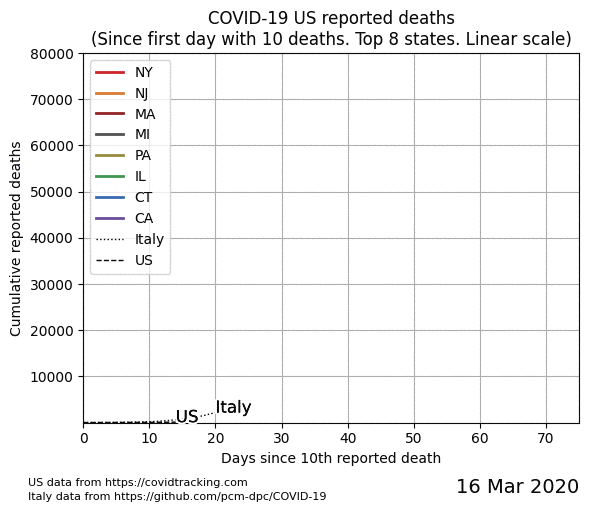 COVID-19 US reported deaths
(Since first day with 10 deaths. Top 8 states. Linear scale)
80000
70000
60000
50000
40000
30000
20000
10000
Cumulative reported deaths
NY
NJ
MA
MI
PA
IL
CT
CA
Italy
US
US
Italy
0 10 20 30 40 50 60 70
Days since 10th reported death
US data from https://covidtracking.com
Italy data from https://github.com/pcm-dpc/COVID-19
16 Mar 2020